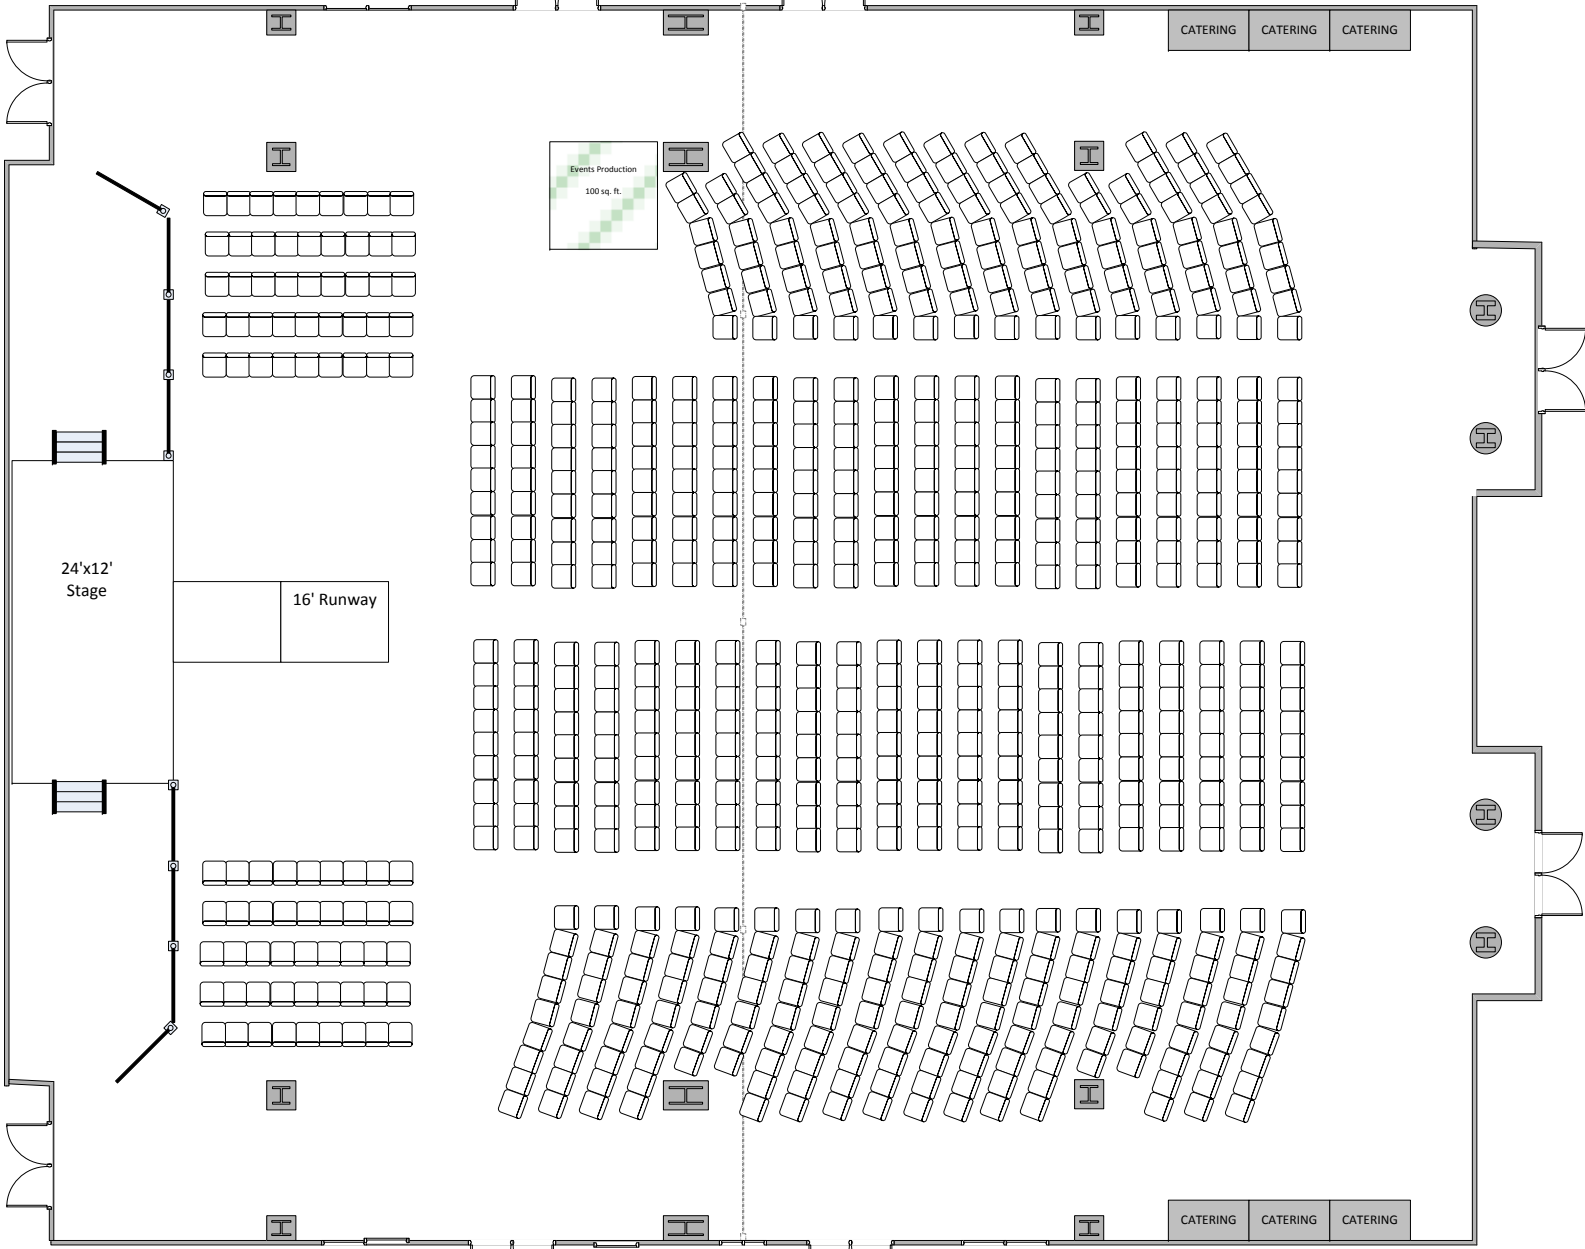 CATERING CATERING CATERING
Events Production
100 sq. ft.
24'x12'
Stage
16' Runway
CATERING CATERING CATERING